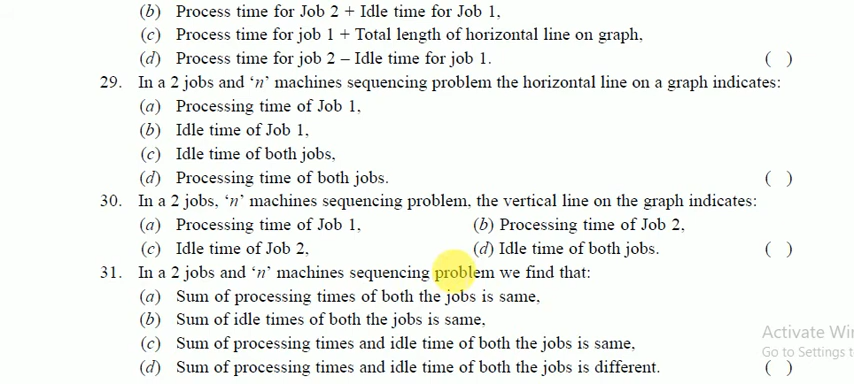 (b) Process time for Job 2 + Idle time for Job 1,
(c) Process time for job 1 + Total length of horizontal line on graph,
(d) Process time for job 2 – Idle time for job 1. ( )
29. In a 2 jobs and ‘n’ machines sequencing problem the horizontal line on a graph indicates:
(a) Processing time of Job 1,
(b) Idle time of Job 1,
(c) Idle time of both jobs,
(d) Processing time of both jobs. ( )
30. In a 2 jobs, ‘n’ machines sequencing problem, the vertical line on the graph indicates:
(a) Processing time of Job 1, (b) Processing time of Job 2,
(c) Idle time of Job 2, (d) Idle time of both jobs. ( )
31. In a 2 jobs and ‘n’ machines sequencing problem we find that:
(a) Sum of processing times of both the jobs is same,
(b) Sum of idle times of both the jobs is same,
(c) Sum of processing times and idle time of both the jobs is same,
Activate Wi
Go to Settings t
(d) Sum of processing times and idle time of both the jobs is different. ( )